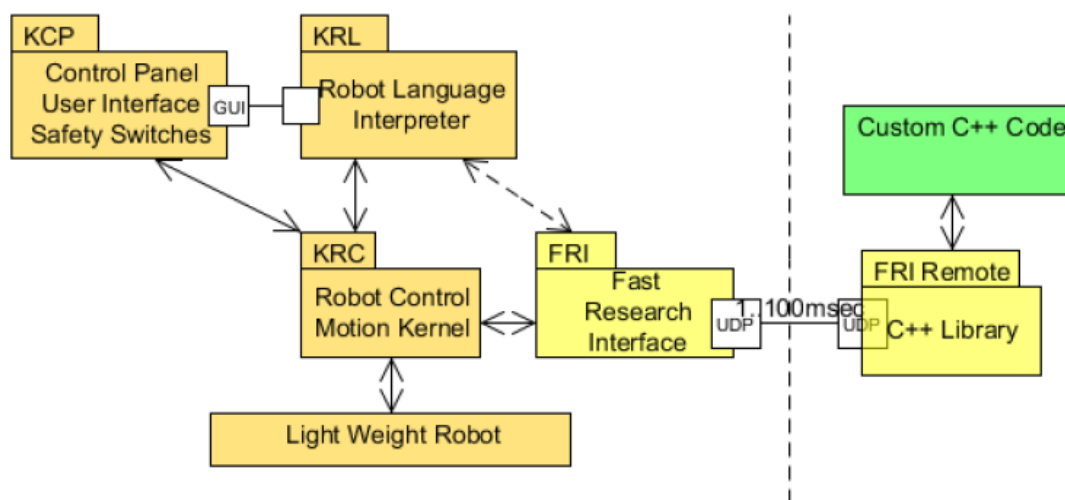 KCP
Control Panel
User Interface
Safety Switches
GUI
KRL
Robot Language
Interpreter
Custom C++ Code
KRC
Robot Control
Motion Kernel
FRI
Fast
Research
Interface
UDP
1..100msec
UDP
FRI Remote
C++ Library
Light Weight Robot